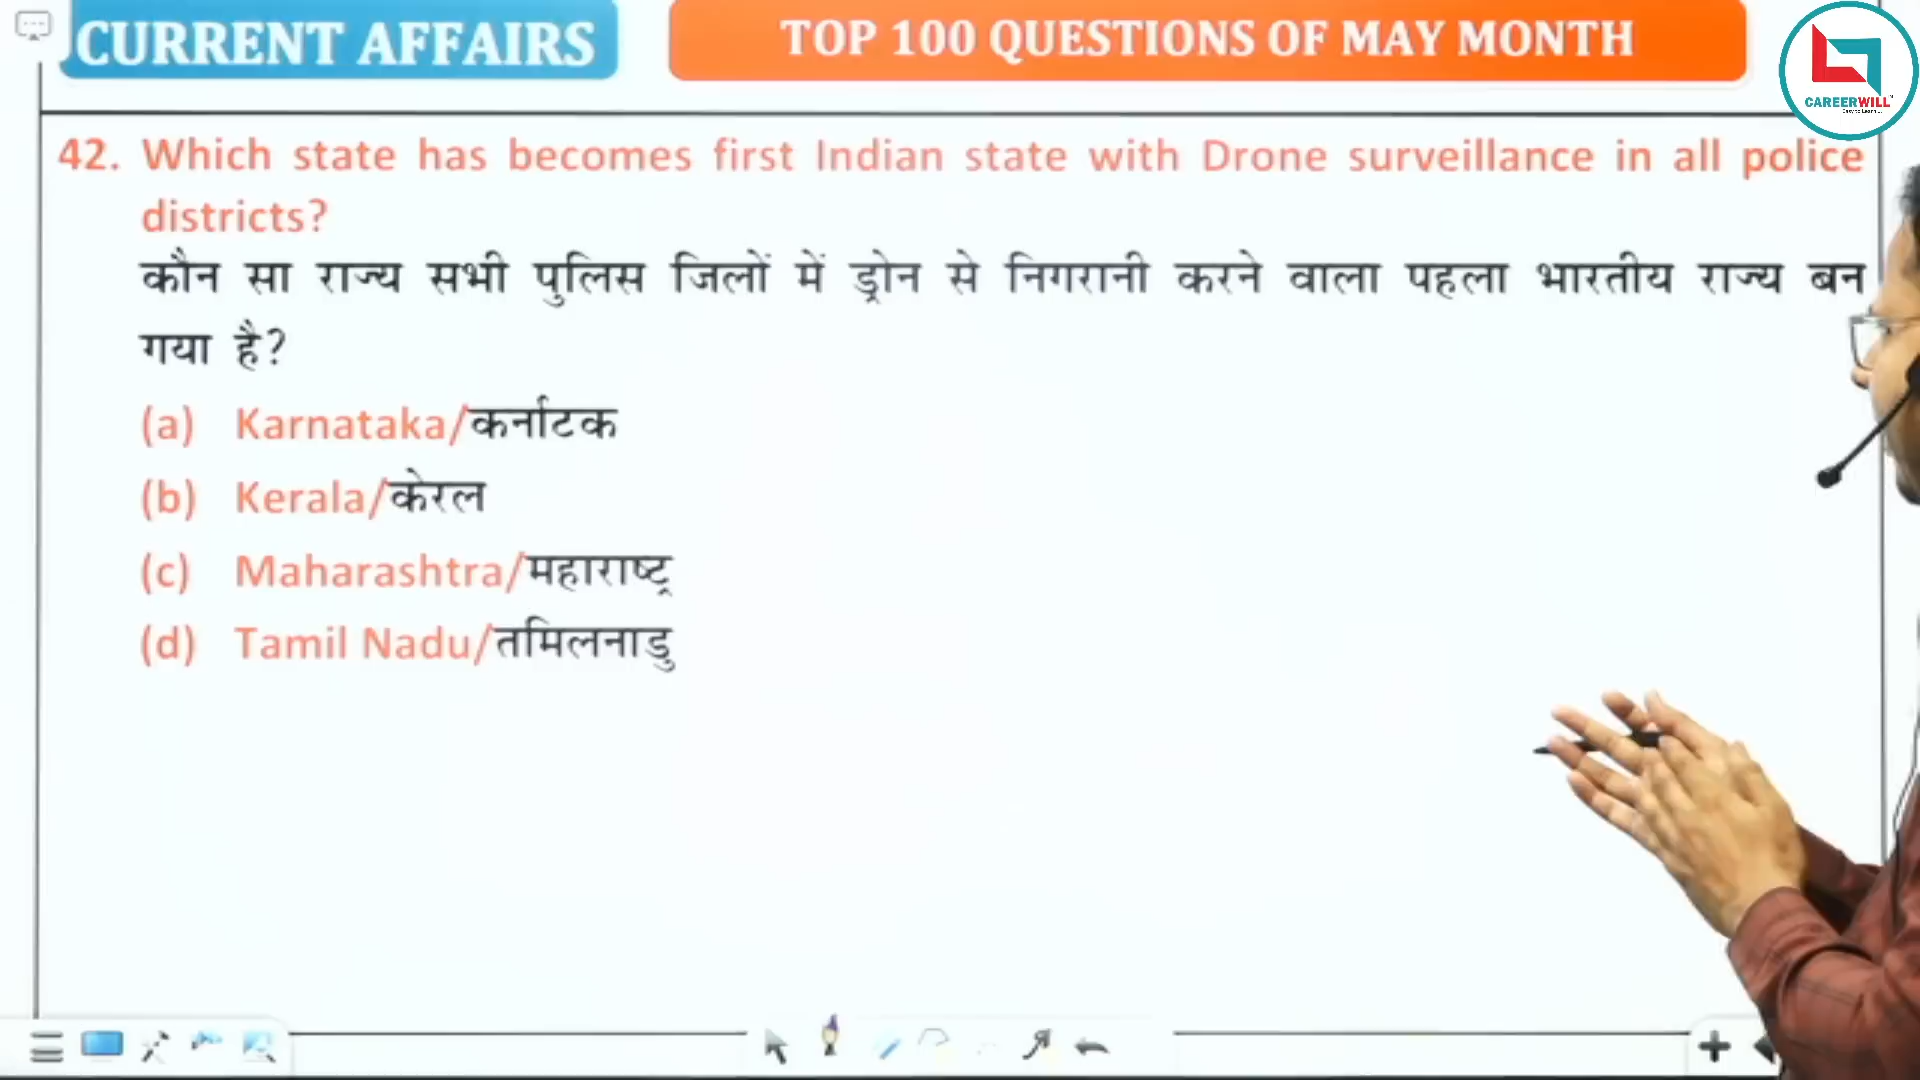 CURRENT AFFAIRS
TOP 100 QUESTIONS OF MAY MONTH
CAREERWILL
42. Which state has becomes first Indian state with Drone surveillance in all police
districts?
कौन सा राज्य सभी पुलिस जिलों में ड्रोन से निगरानी करने वाला पहला भारतीय राज्य बन
गया है?
(a) Karnataka/कर्नाटक
(b) Kerala/केरल
(c) Maharashtra/महाराष्ट्र
(d) Tamil Nadu/तमिलनाडु